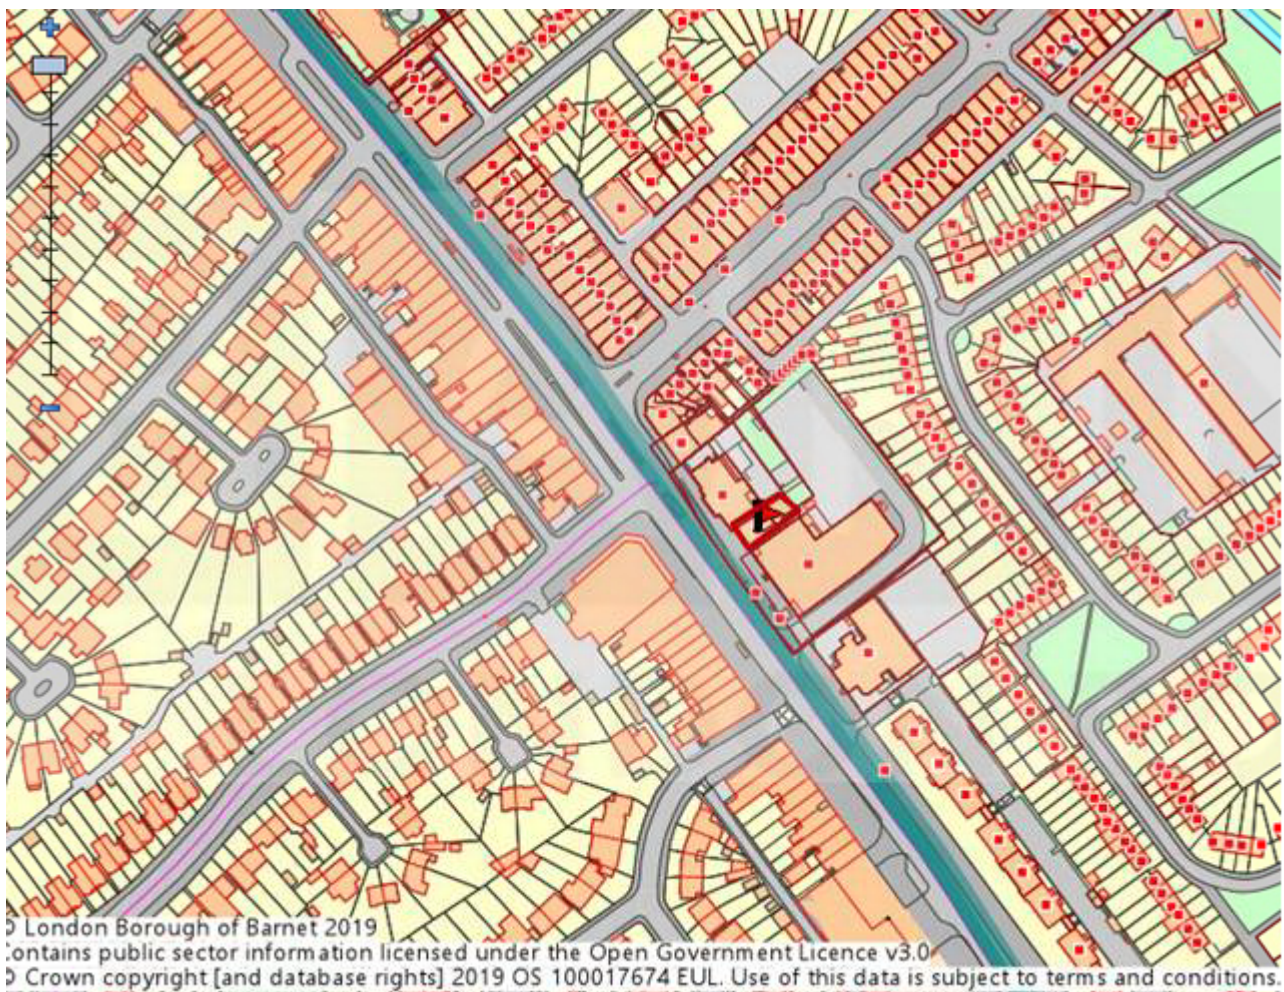 © London Borough of Barnet 2019
Contains public sector information licensed under the Open Government Licence v3.0
© Crown copyright [and database rights] 2019 OS 100017674 EUL. Use of this data is subject to terms and conditions.